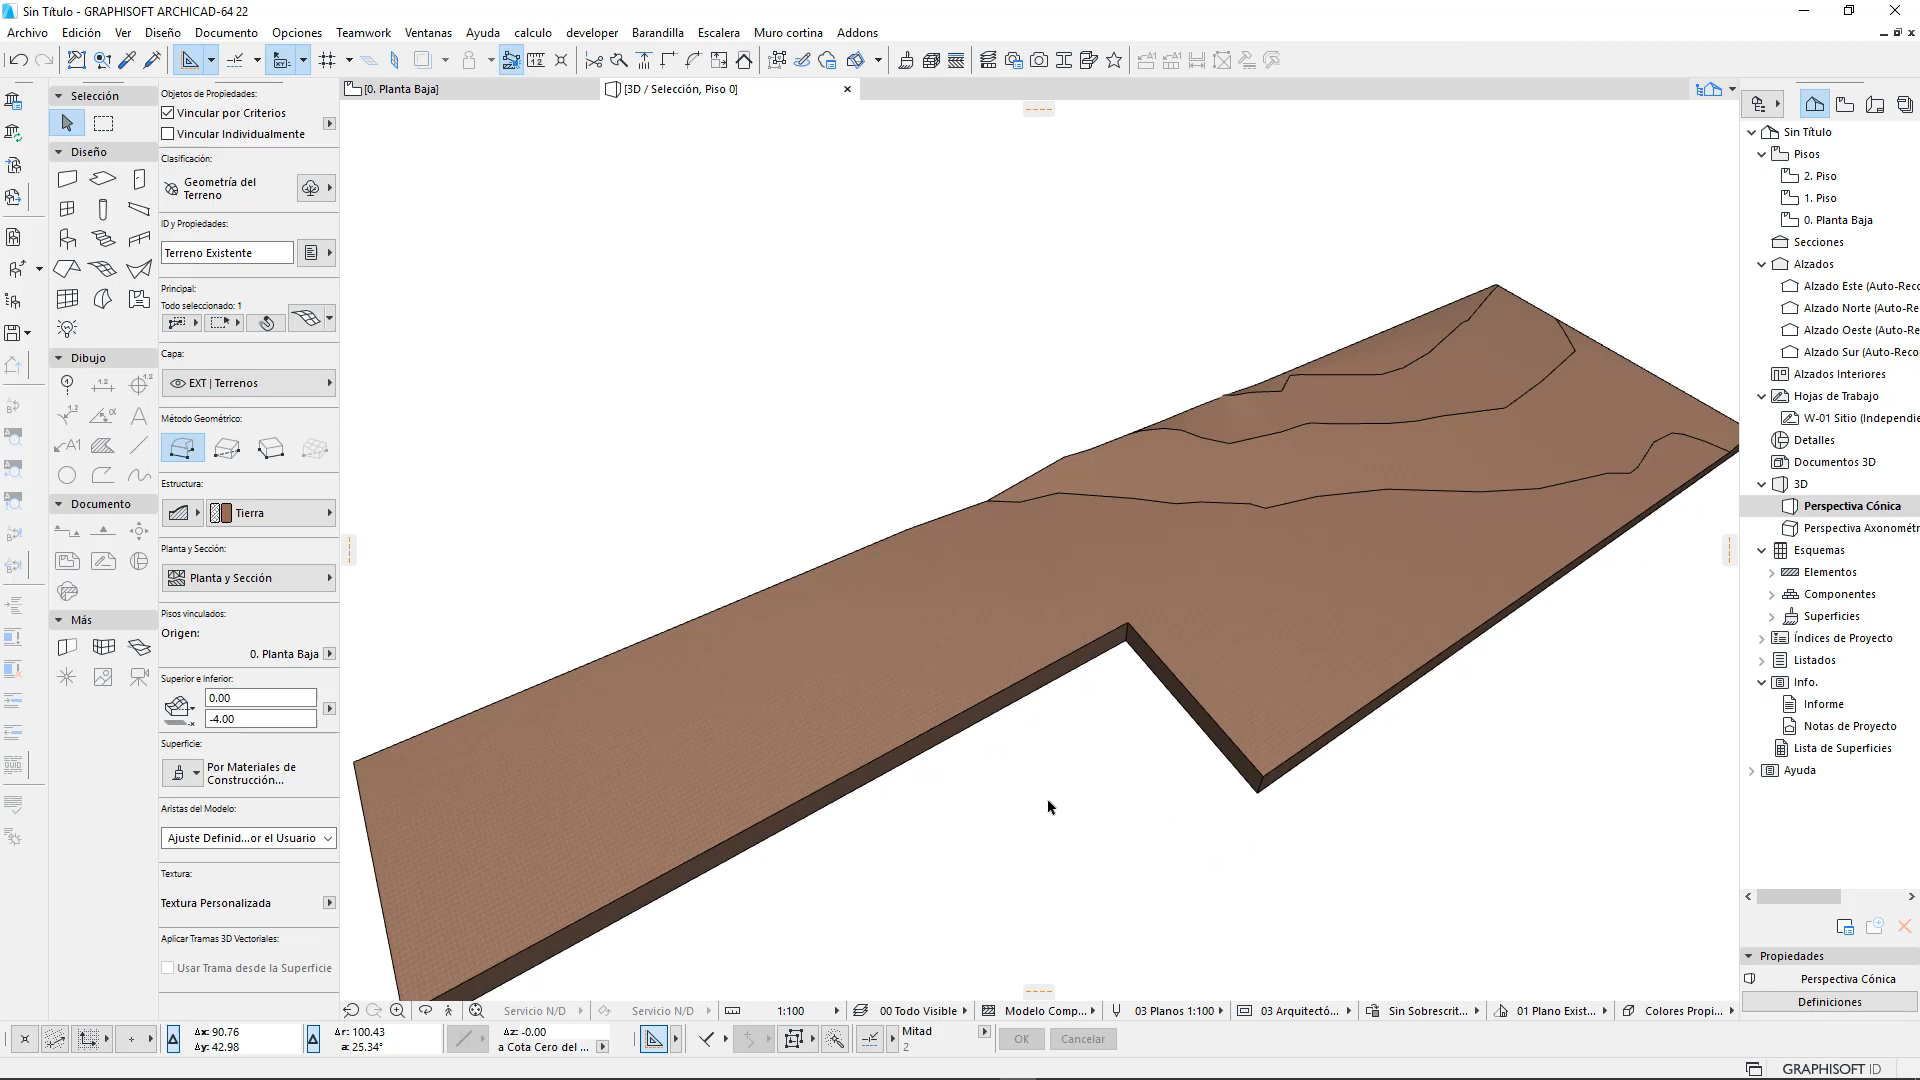 Sin Título - GRAPHISOFT ARCHICAD-64 22
Archivo Edición Ver Diseño Documento Opciones Teamwork Ventanas Ayuda calculo developer Barandilla Escalera Muro cortina Addons
[0. Planta Baja]
[3D / Selección, Piso 0]
Selección
Diseño
Dibujo
Documento
Más
Objetos de Propiedades:
Vincular por Criterios
Vincular Individualmente
Clasificación:
Geometría del
Terreno
ID y Propiedades:
Terreno Existente
Principal:
Todo seleccionado: 1
Capa:
EXT | Terrenos
Método Geométrico:
Estructura:
Tierra
Planta y Sección:
Planta y Sección
Pisos vinculados:
Origen:
0. Planta Baja
Superior e Inferior:
0.00
-4.00
Superficie:
Por Materiales de
Construcción...
Aristas del Modelo:
Ajuste Definid...or el Usuario
Textura:
Textura Personalizada
Aplicar Tramas 3D Vectoriales:
Usar Trama desde la Superficie
Sin Título
Pisos
2. Piso
1. Piso
0. Planta Baja
Secciones
Alzados
Alzado Este (Auto-Reco
Alzado Norte (Auto-Re
Alzado Oeste (Auto-Re
Alzado Sur (Auto-Reco
Alzados Interiores
Hojas de Trabajo
W-01 Sitio (Independie
Detalles
Documentos 3D
3D
Perspectiva Cónica
Perspectiva Axonométr
Esquemas
Elementos
Componentes
Superficies
Índices de Proyecto
Listados
Info.
Informe
Notas de Proyecto
Lista de Superficies
Ayuda
Propiedades
Perspectiva Cónica
Definiciones
Servicio N/D Servicio N/D 1:100 00 Todo Visible Modelo Comp... 03 Planos 1:100 03 Arquitectó... Sin Sobrescrit... 01 Plano Exist... Colores Propi...
Δx: 90.76
Δy: 42.98
Δr: 100.43
a: 25.34°
Δz: -0.00
a Cota Cero del ...
Mitad
2
OK
Cancelar
GRAPHISOFT ID